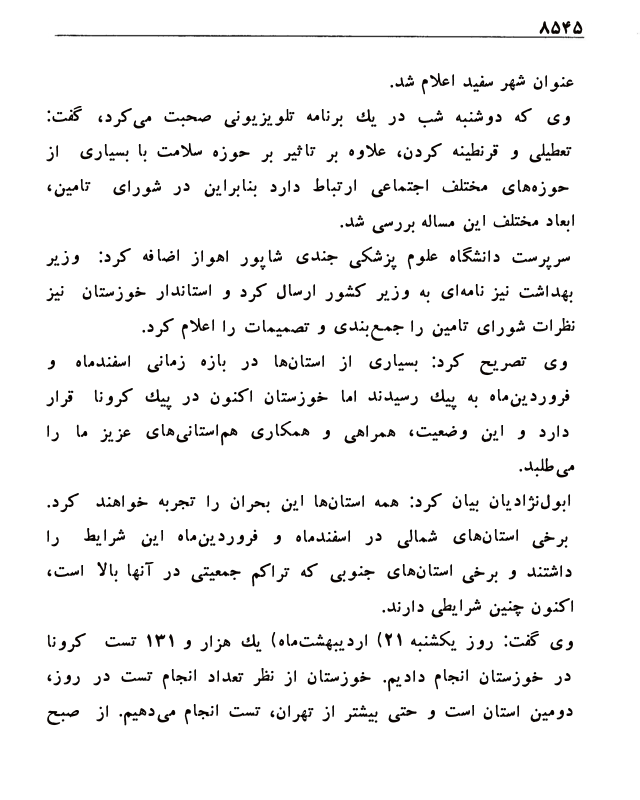 ۸۵۴۵
عنوان شهر سفید اعلام شد.
وی که دوشنبه شب در یك برنامه تلویزیونی صحبت می‌کرد، گفت:
تعطیلی و قرنطینه کردن، علاوه بر تاثیر بر حوزه سلامت با بسیاری از
حوزه‌های مختلف اجتماعی ارتباط دارد بنابراین در شورای تامین،
ابعاد مختلف این مساله بررسی شد.
سرپرست دانشگاه علوم پزشکی جندی شاپور اهواز اضافه کرد: وزیر
بهداشت نیز نامه‌ای به وزیر کشور ارسال کرد و استاندار خوزستان نیز
نظرات شورای تامین را جمع‌بندی و تصمیمات را اعلام کرد.
وی تصریح کرد: بسیاری از استان‌ها در بازه زمانی اسفندماه و
فروردین‌ماه به پیك رسیدند اما خوزستان اکنون در پیك کرونا قرار
دارد و این وضعیت، همراهی و همکاری هم‌استانی‌های عزیز ما را
می‌طلبد.
ابول‌نژادیان بیان کرد: همه استان‌ها این بحران را تجربه خواهند کرد.
برخی استان‌های شمالی در اسفندماه و فروردین‌ماه این شرایط را
داشتند و برخی استان‌های جنوبی که تراکم جمعیتی در آنها بالا است،
اکنون چنین شرایطی دارند.
وی گفت: روز یکشنبه ۲۱) اردیبهشت‌ماه) یك هزار و ۱۳۱ تست کرونا
در خوزستان انجام دادیم. خوزستان از نظر تعداد انجام تست در روز،
دومین استان است و حتی بیشتر از تهران، تست انجام می‌دهیم. از صبح